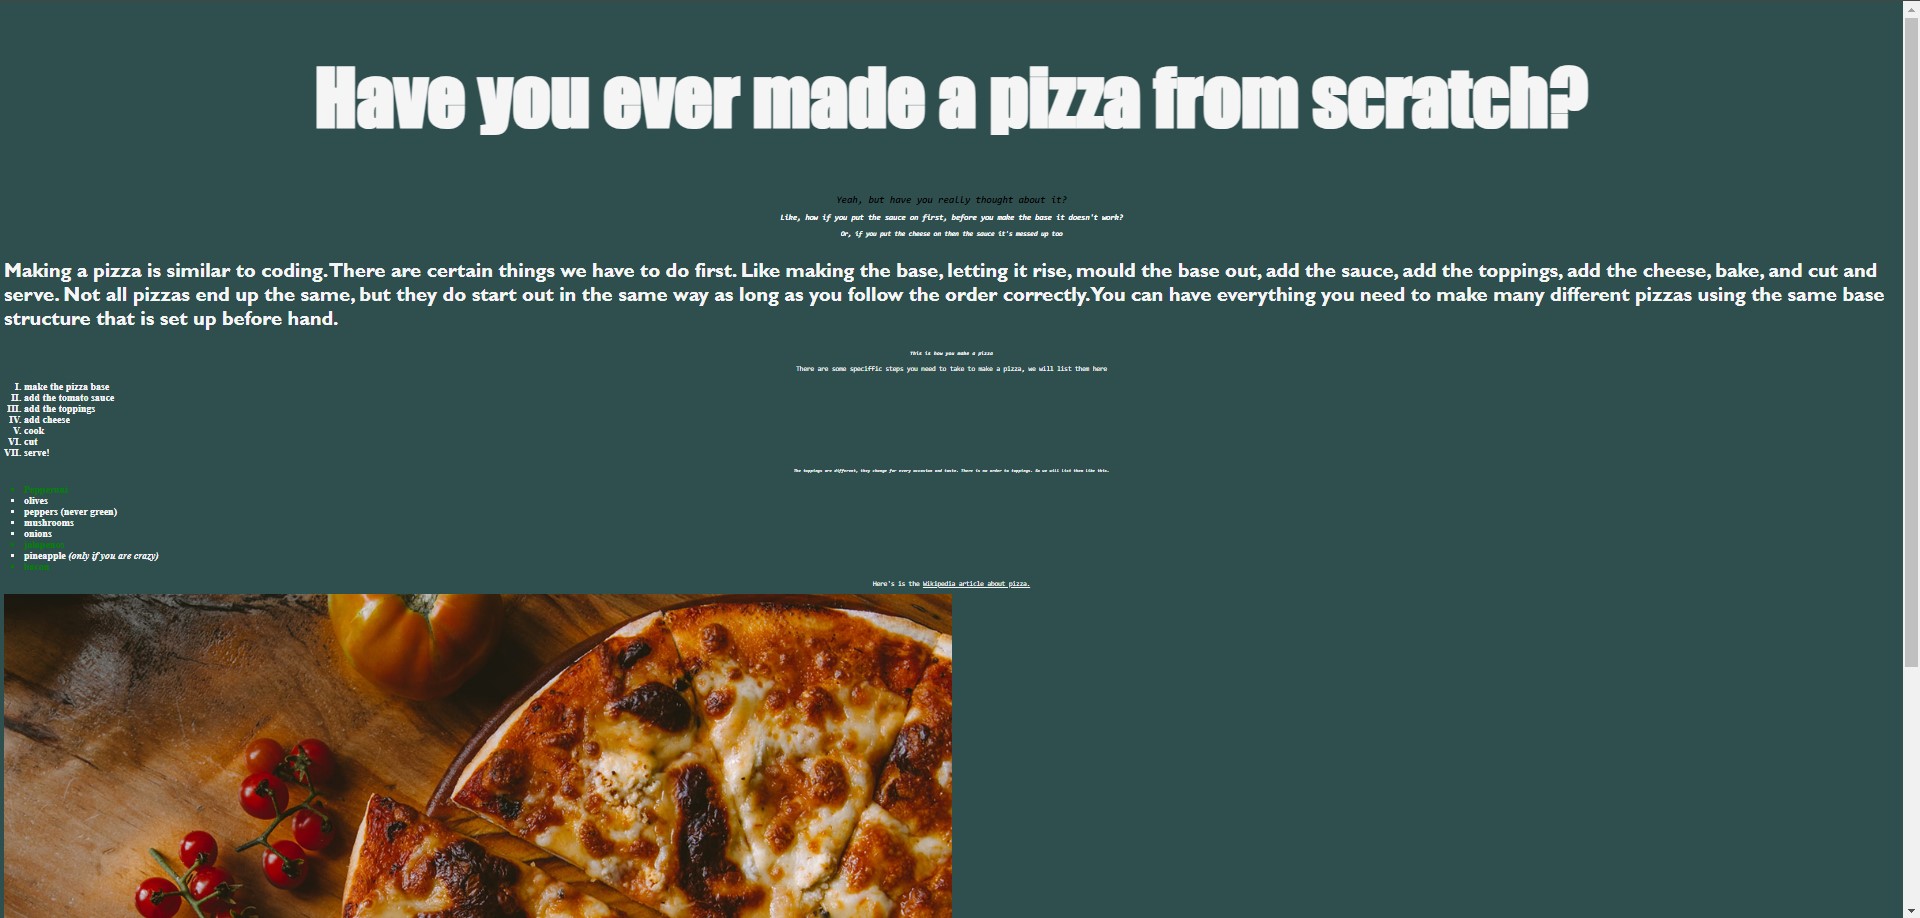 Have you ever made a pizza from scratch?
Yeah, but have you really thought about it?
Like, how if you put the sauce on first, before you make the base it doesn't work?
Or, if you put the cheese on then the sauce it's messed up too
Making a pizza is similar to coding. There are certain things we have to do first. Like making the base, letting it rise, mould the base out, add the sauce, add the toppings, add the cheese, bake, and cut and
serve. Not all pizzas end up the same, but they do start out in the same way as long as you follow the order correctly. You can have everything you need to make many different pizzas using the same base
structure that is set up before hand.
This is how you make a pizza
There are some speciffic steps you need to take to make a pizza, we will list them here
I. make the pizza base
II. add the tomato sauce
III. add the toppings
IV. add cheese
V. cook
VI. cut
VII. serve!
The toppings are different, they change for every occasion and taste. There is no order to toppings. So we will list them like this.
olives
peppers (never green)
mushrooms
onions
pineapple (only if you are crazy)
Here's is the Wikipedia article about pizza.